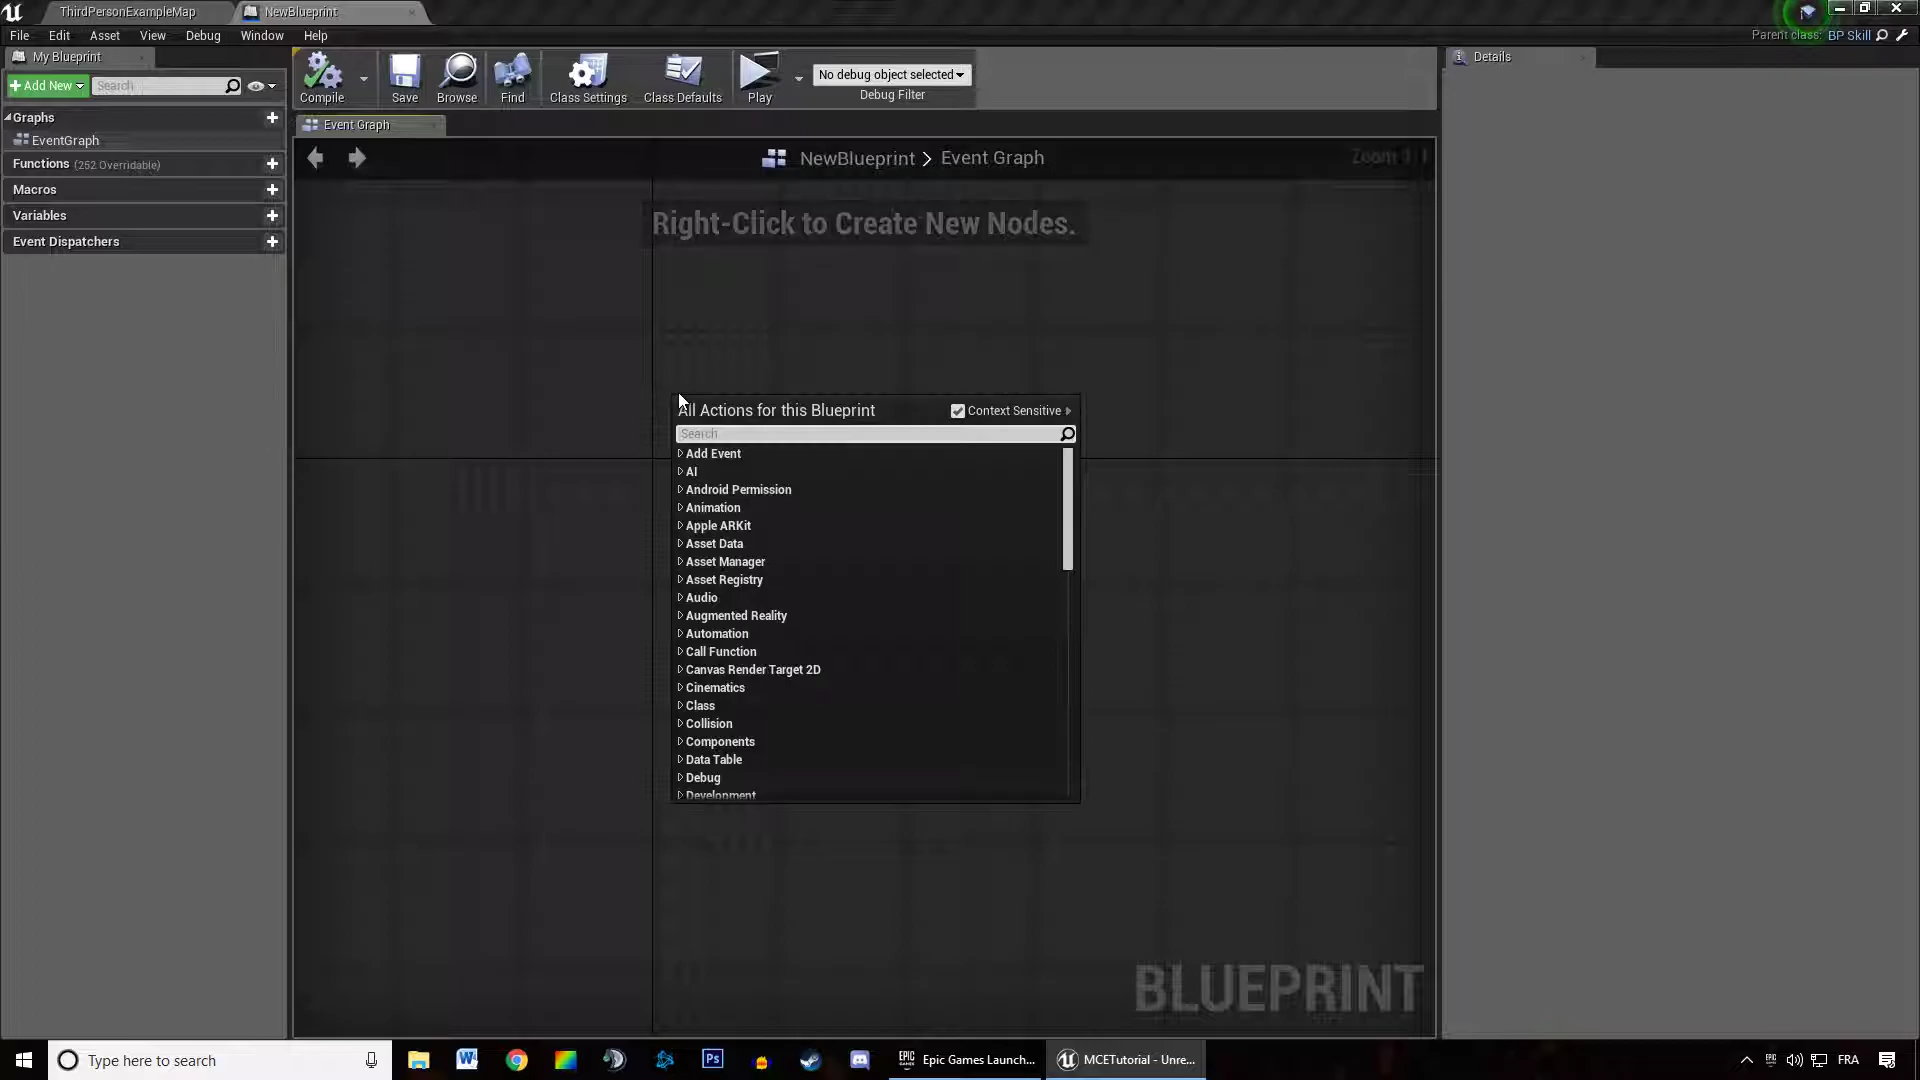 ThirdPersonExampleMap
NewBlueprint
File Edit Asset View Debug Window Help
Parent class: BP Skill
My Blueprint
Add New
Search
Graphs
EventGraph
Functions (252 Overridable)
Macros
Variables
Event Dispatchers
Compile
Save
Browse
Find
Class Settings
Class Defaults
Play
No debug object selected
Debug Filter
Details
Event Graph
NewBlueprint > Event Graph
Zoom 1:1
Right-Click to Create New Nodes.
All Actions for this Blueprint
Context Sensitive
Search
Add Event
AI
Android Permission
Animation
Apple ARKit
Asset Data
Asset Manager
Asset Registry
Audio
Augmented Reality
Automation
Call Function
Canvas Render Target 2D
Cinematics
Class
Collision
Components
Data Table
Debug
Development
BLUEPRINT
Type here to search
Epic Games Launch...
MCETutorial - Unre...
FRA